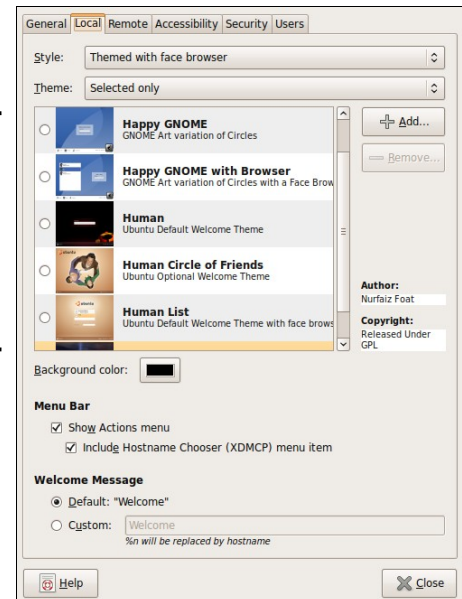 General Local Remote Accessibility Security Users
Style: Themed with face browser
Theme: Selected only
Happy GNOME
GNOME Art variation of Circles
Add...
Happy GNOME with Browser
GNOME Art variation of Circles with a Face Brow
Remove...
Human
Ubuntu Default Welcome Theme
Human Circle of Friends
Ubuntu Optional Welcome Theme
Human List
Ubuntu Default Welcome Theme with face brows
Author:
Nurfaiz Foat
Copyright:
Released Under
GPL
Background color:
Menu Bar
Show Actions menu
Include Hostname Chooser (XDMCP) menu item
Welcome Message
Default: "Welcome"
Custom: Welcome
%n will be replaced by hostname
Help
Close